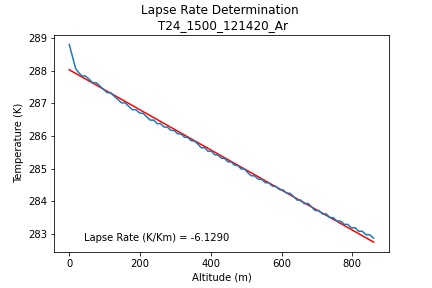 Lapse Rate Determination
T24_1500_121420_Ar
289
288
287
286
285
284
283
Temperature (K)
Lapse Rate (K/Km) = -6.1290
0 200 400 600 800
Altitude (m)